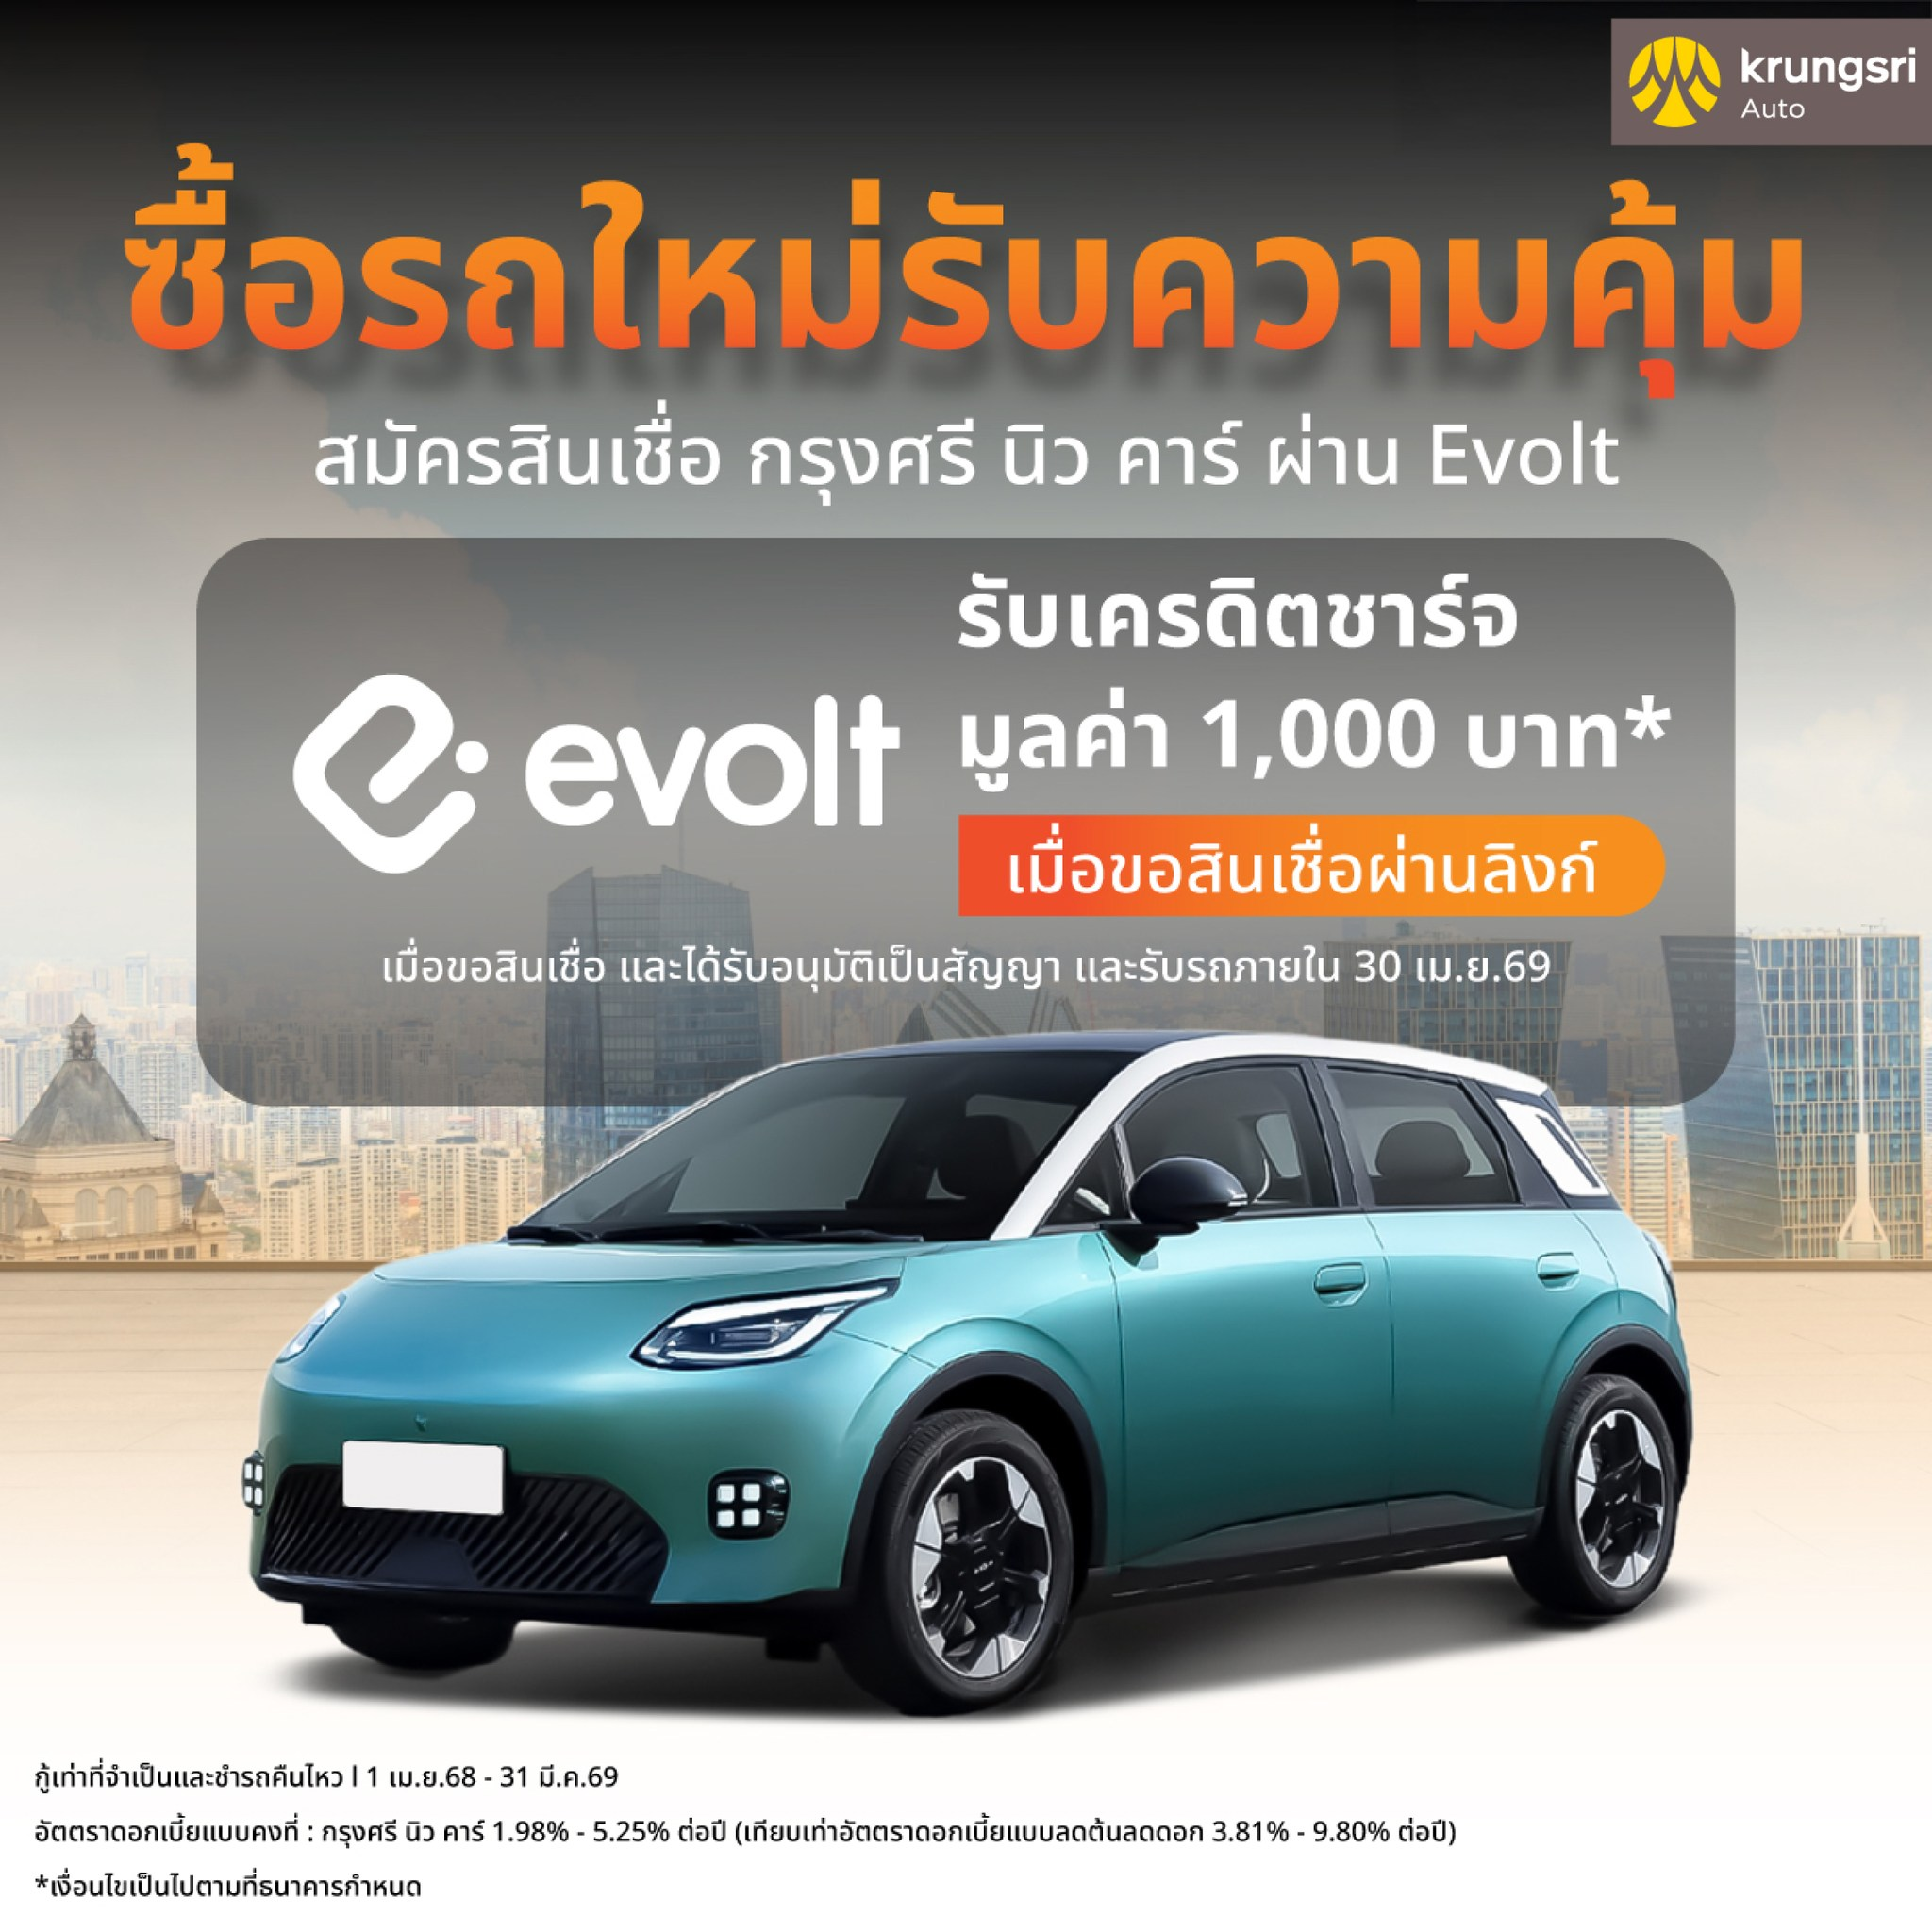 krungsri
Auto
ซื้อรถใหม่รับความคุ้ม
สมัครสินเชื่อ กรุงศรี นิว คาร์ ผ่าน Evolt
evolt
รับเครดิตชาร์จ
มูลค่า 1,000 บาท*
เมื่อขอสินเชื่อผ่านลิงก์
เมื่อขอสินเชื่อ และได้รับอนุมัติเป็นสัญญา และรับรถภายใน 30 เม.ย.69
กู้เท่าที่จำเป็นและชำรถคืนไหว l 1 เม.ย.68 - 31 มี.ค.69
อัตตราดอกเบี้ยแบบคงที่ : กรุงศรี นิว คาร์ 1.98% - 5.25% ต่อปี (เทียบเท่าอัตตราดอกเบี้ยแบบลดต้นลดดอก 3.81% - 9.80% ต่อปี)
*เงื่อนไขเป็นไปตามที่ธนาคารกำหนด